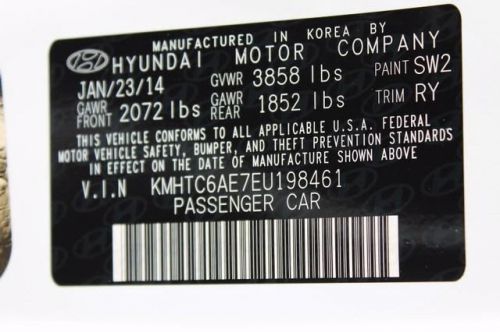 MANUFACTURED IN KOREA BY
HYUNDAI MOTOR COMPANY
JAN/23/14 GVWR 3858 lbs PAINT SW2
GAWR FRONT 2072 lbs GAWR REAR 1852 lbs TRIM RY
THIS VEHICLE CONFORMS TO ALL APPLICABLE U.S.A. FEDERAL
MOTOR VEHICLE SAFETY, BUMPER, AND THEFT PREVENTION STANDARDS
IN EFFECT ON THE DATE OF MANUFACTURE SHOWN ABOVE.
V.I.N KMHTC6AE7EU198461
PASSENGER CAR